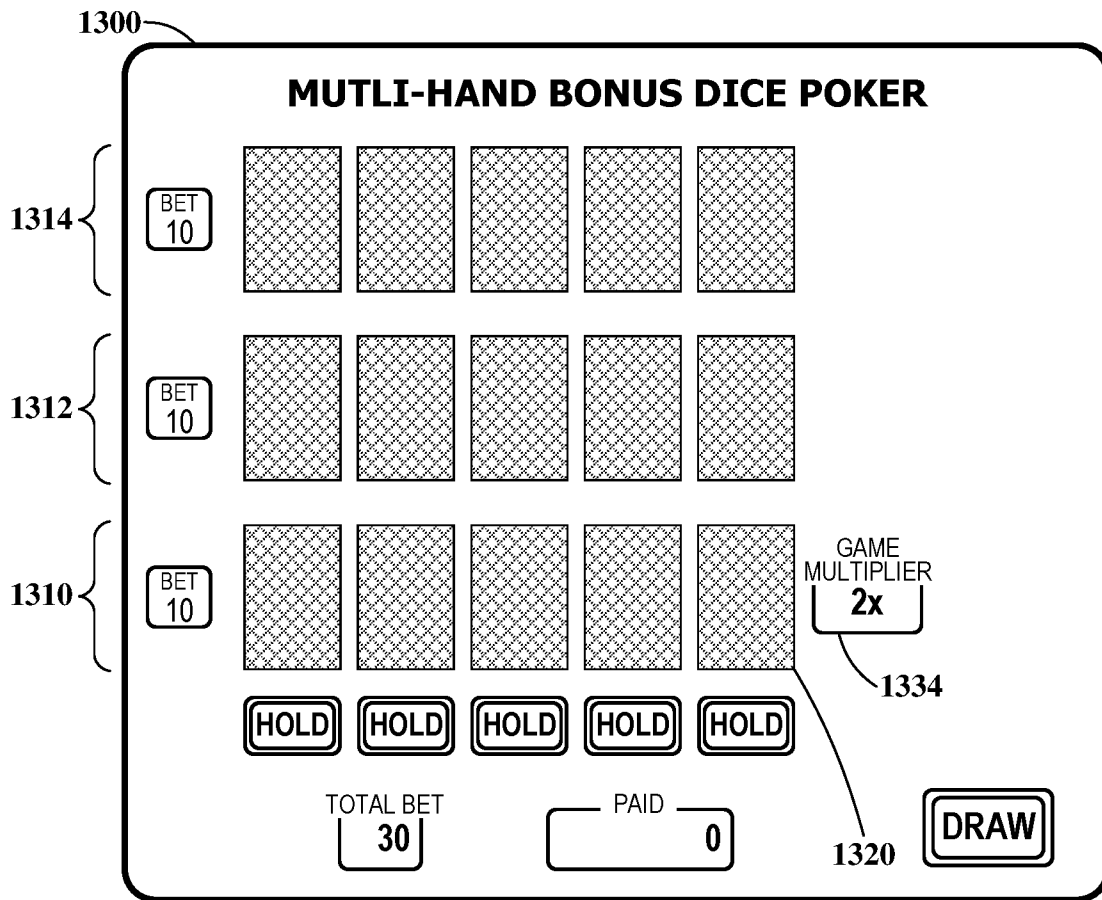 1300
MUTLI-HAND BONUS DICE POKER
1314
BET
10
1312
BET
10
1310
BET
10
GAME
MULTIPLIER
2x
1334
HOLD HOLD HOLD HOLD HOLD
TOTAL BET
30
PAID
0
1320
DRAW